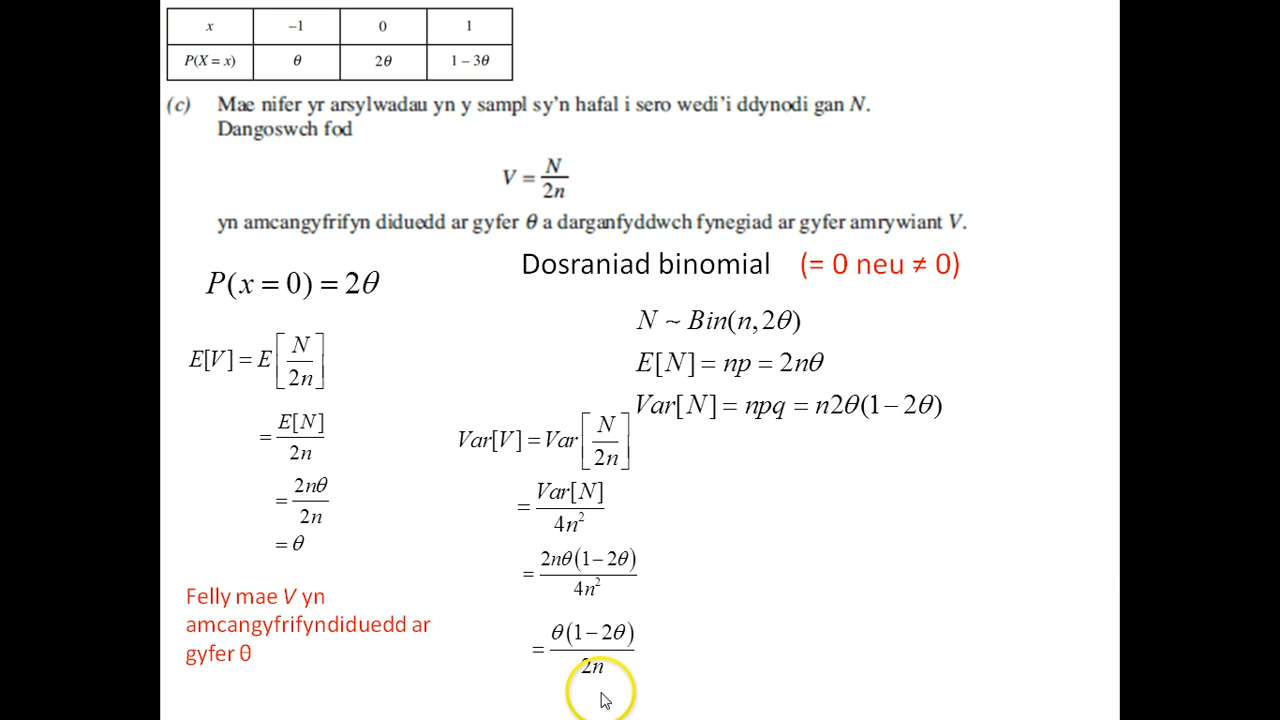 x −1 0 1
P(X = x) θ 2θ 1 – 3θ
(c) Mae nifer yr arsylwadau yn y sampl sy'n hafal i sero wedi'i ddynodi gan N.
Dangoswch fod
V = N/2n
yn amcangyfrifyn diduedd ar gyfer θ a darganfyddwch fynegiad ar gyfer amrywiant V.
Dosraniad binomial (= 0 neu ≠ 0)
P(x = 0) = 2θ
N ~ Bin(n, 2θ)
E[N] = np = 2nθ
Var[N] = npq = n2θ(1 − 2θ)
E[V] = E[N/2n]
= E[N]/2n
= 2nθ/2n
= θ
Felly mae V yn
amcangyfrifyndiduedd ar
gyfer θ
Var[V] = Var[N/2n]
= Var[N]/4n²
= 2nθ(1 − 2θ)/4n²
= θ(1 − 2θ)/2n